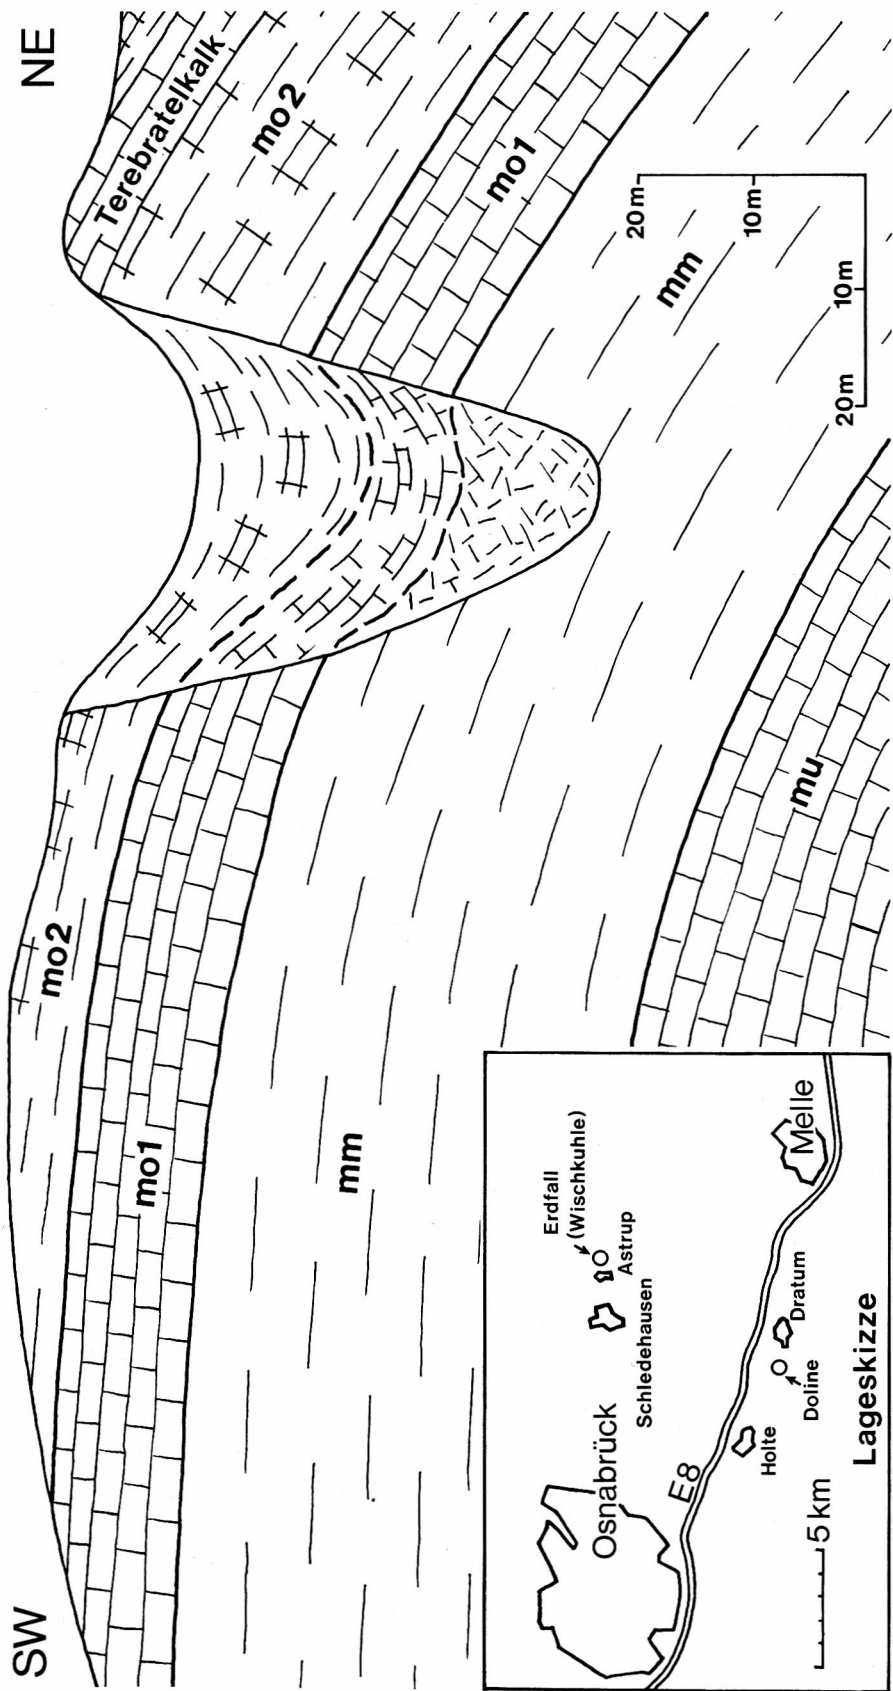 SW
NE
Terebratelkalk
mo2
mo2
mo1
mo1
mm
mm
mu
20m
10m
10m
20m
Erdfall
(Wischkuhle)
Astrup
Schledehausen
Osnabrück
Melle
E8
Dratum
Doline
Holte
5 km
Lageskizze